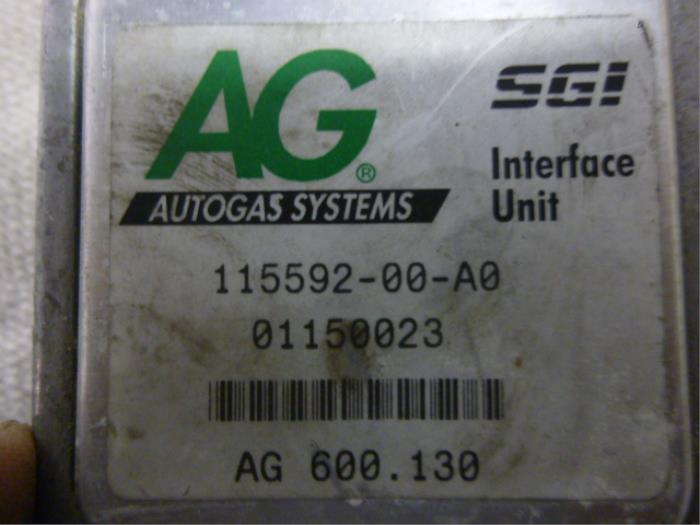 AG®
AUTOGAS SYSTEMS
SGI
Interface
Unit
115592-00-A0
01150023
AG 600.130